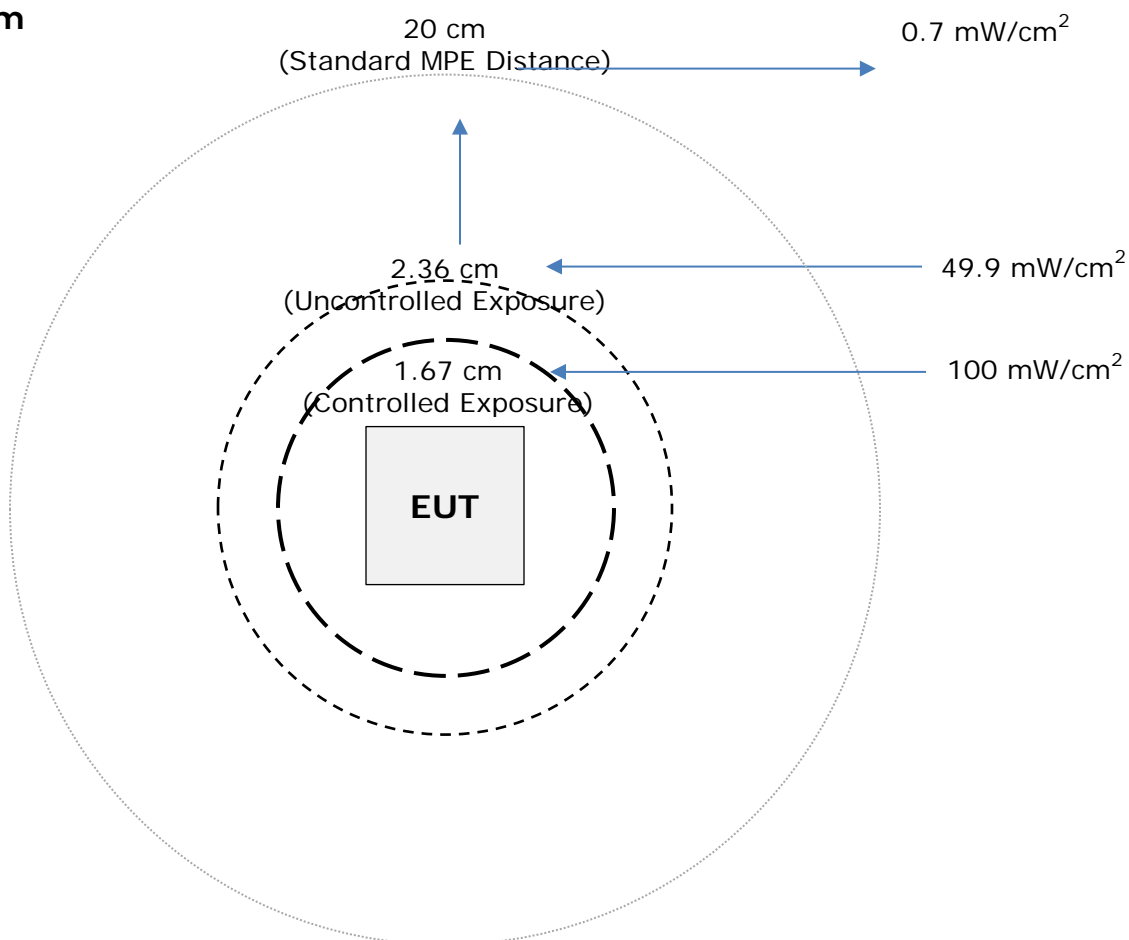 m
20 cm
(Standard MPE Distance)
0.7 mW/cm²
2.36 cm
(Uncontrolled Exposure)
49.9 mW/cm²
1.67 cm
(Controlled Exposure)
100 mW/cm²
EUT